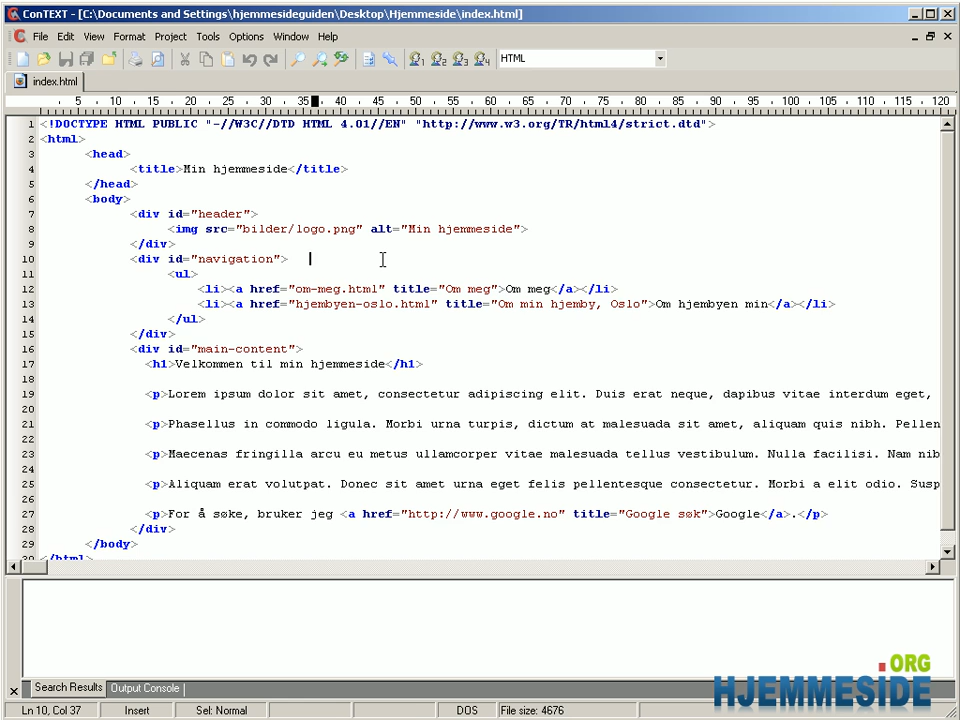 ConTEXT - [C:\Documents and Settings\hjemmesideguiden\Desktop\Hjemmeside\index.html]
File Edit View Format Project Tools Options Window Help
HTML
index.html
5 10 15 20 25 30 35 40 45 50 55 60 65 70 75 80 85 90 95 100 105 110 115 120
1 <!DOCTYPE HTML PUBLIC "-//W3C//DTD HTML 4.01//EN" "http://www.w3.org/TR/html4/strict.dtd">
2 <html>
3 <head>
4 <title>Min hjemmeside</title>
5 </head>
6 <body>
7 <div id="header">
8 <img src="bilder/logo.png" alt="Min hjemmeside">
9 </div>
10 <div id="navigation">
11 <ul>
12 <li><a href="om-meg.html" title="Om meg">Om meg</a></li>
13 <li><a href="hjembyen-oslo.html" title="Om min hjemby, Oslo">Om hjembyen min</a></li>
14 </ul>
15 </div>
16 <div id="main-content">
17 <h1>Velkommen til min hjemmeside</h1>
18
19 <p>Lorem ipsum dolor sit amet, consectetur adipiscing elit. Duis erat neque, dapibus vitae interdum eget,
20
21 <p>Phasellus in commodo ligula. Morbi urna turpis, dictum at malesuada sit amet, aliquam quis nibh. Pellen
22
23 <p>Maecenas fringilla arcu eu metus ullamcorper vitae malesuada tellus vestibulum. Nulla facilisi. Nam nib
24
25 <p>Aliquam erat volutpat. Donec sit amet urna eget felis pellentesque consectetur. Morbi a elit odio. Susp
26
27 <p>For å søke, bruker jeg <a href="http://www.google.no" title="Google søk">Google</a>.</p>
28 </div>
29 </body>
30 </html>
Search Results Output Console
.ORG
HJEMMESIDE
Ln 10, Col 37 Insert Sel: Normal DOS File size: 4676